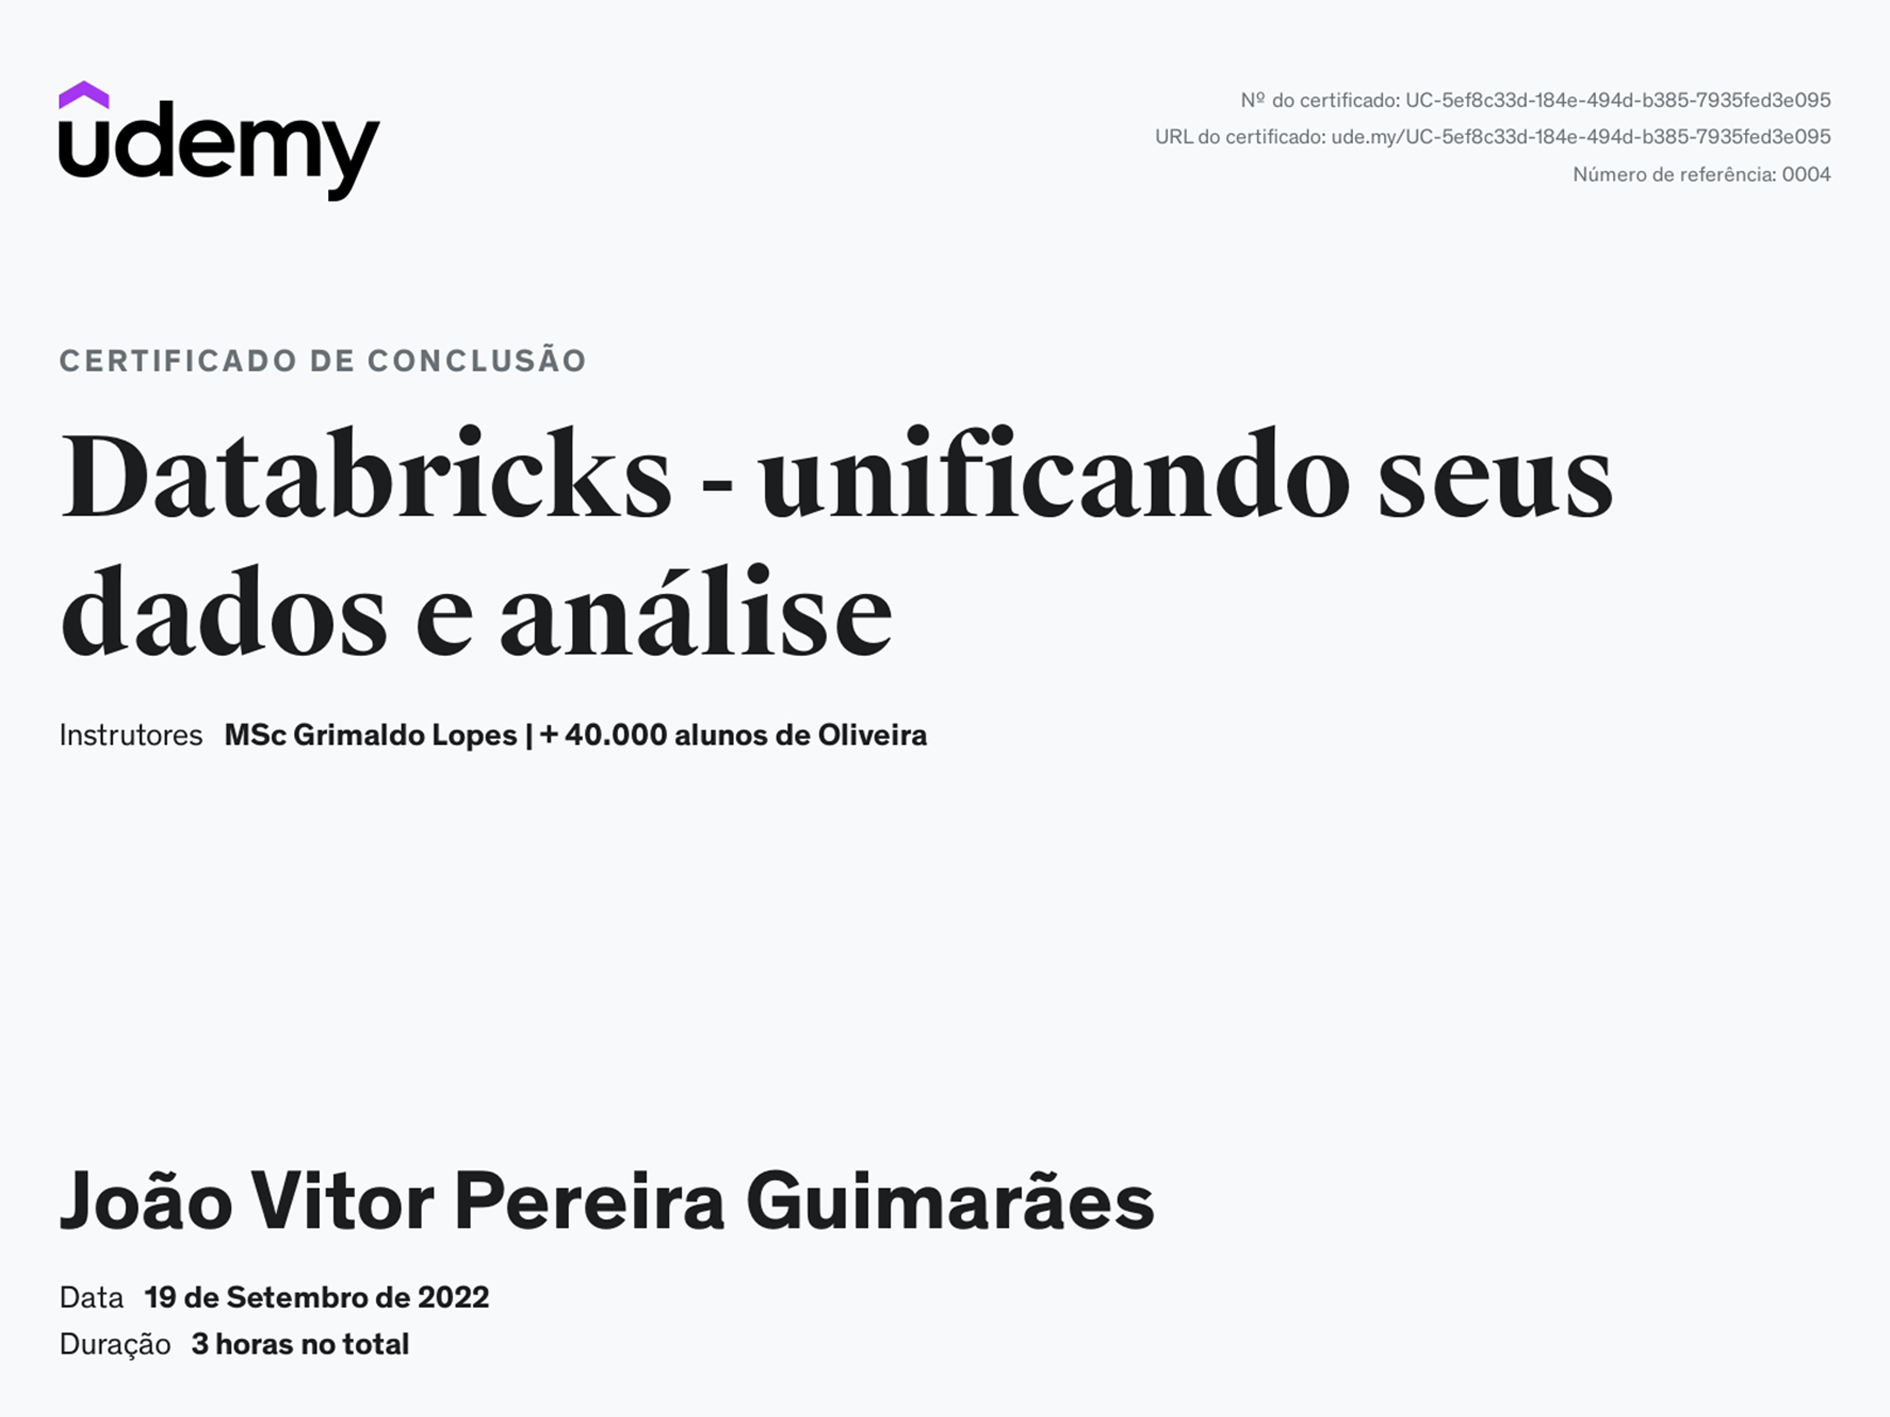 udemy
Nº do certificado: UC-5ef8c33d-184e-494d-b385-7935fed3e095
URL do certificado: ude.my/UC-5ef8c33d-184e-494d-b385-7935fed3e095
Número de referência: 0004
CERTIFICADO DE CONCLUSÃO
Databricks - unificando seus
dados e análise
Instrutores MSc Grimaldo Lopes | + 40.000 alunos de Oliveira
João Vitor Pereira Guimarães
Data 19 de Setembro de 2022
Duração 3 horas no total